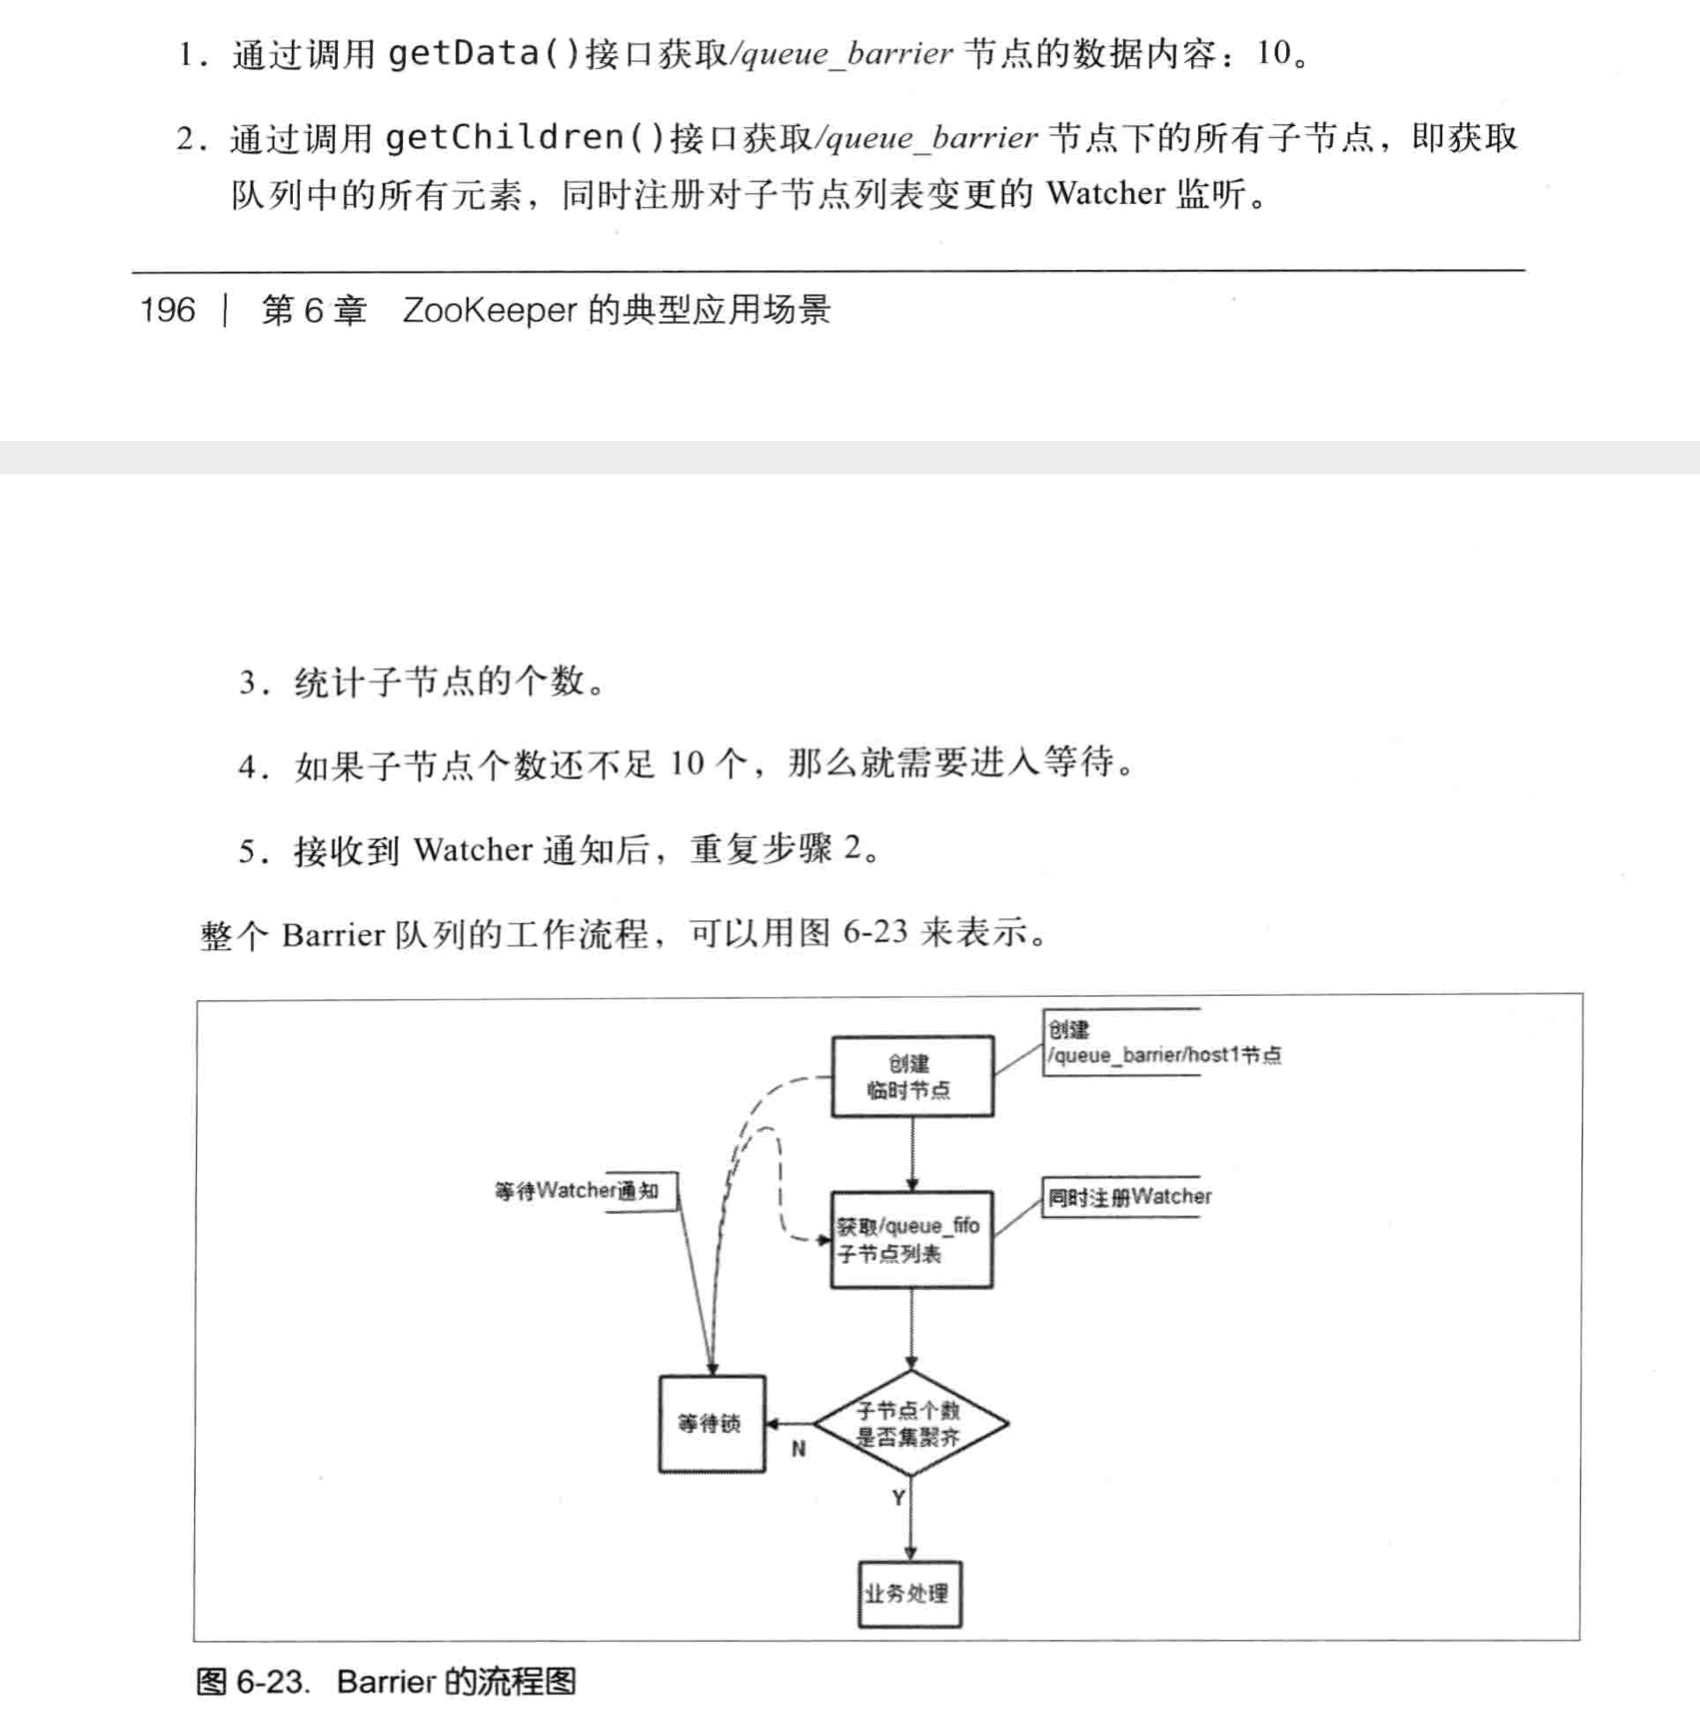 1. 通过调用 getData()接口获取/queue_barrier 节点的数据内容：10。
2. 通过调用 getChildren()接口获取/queue_barrier 节点下的所有子节点，即获取
队列中的所有元素，同时注册对子节点列表变更的 Watcher 监听。
196 | 第 6 章 ZooKeeper 的典型应用场景
3. 统计子节点的个数。
4. 如果子节点个数还不足 10 个，那么就需要进入等待。
5. 接收到 Watcher 通知后，重复步骤 2。
整个 Barrier 队列的工作流程，可以用图 6-23 来表示。
创建
/queue_barrier/host1节点
创建
临时节点
等待Watcher通知
同时注册Watcher
获取/queue_fifo
子节点列表
等待锁
N
子节点个数
是否集聚齐
Y
业务处理
图 6-23. Barrier 的流程图